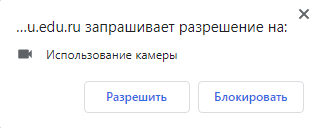 ...u.edu.ru запрашивает разрешение на:
Использование камеры
Разрешить
Блокировать